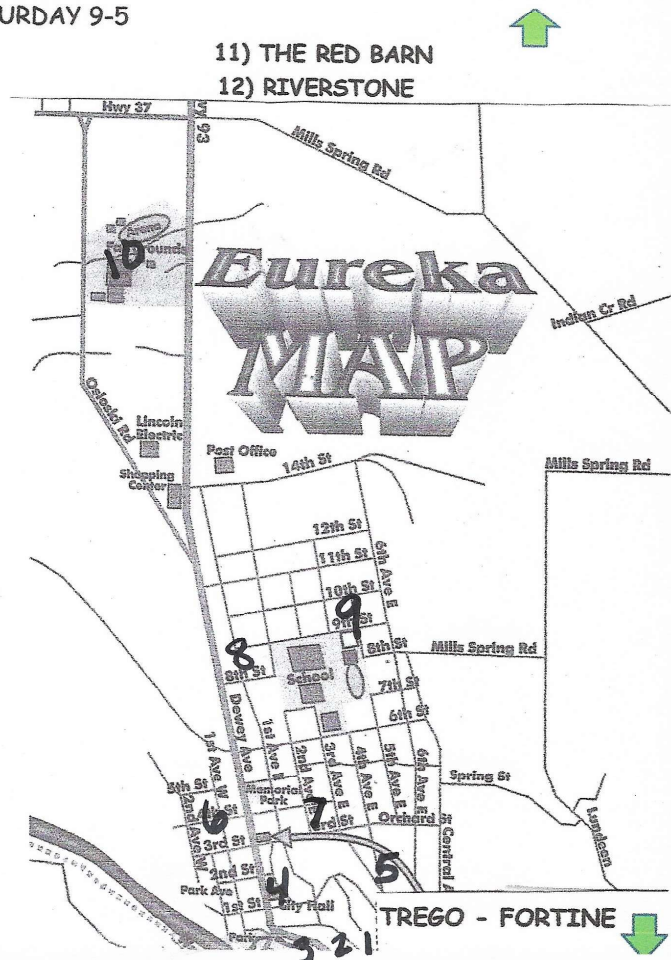 URDAY 9-5
11) THE RED BARN
12) RIVERSTONE
Hwy 37
93
Mills Spring Rd
Arena
10
Eureka
MAP
Indian Cr Rd
Osloski Rd
Lincoln
Electric
Post Office
14th St
Shopping
Center
Mills Spring Rd
12th St
11th St
6th Ave E
10th St
9
9th St
8
8th St
Mills Spring Rd
8th St
School
7th St
6th St
Dewey Ave
1st Ave W
1st Ave E
2nd Ave E
3rd Ave E
4th Ave E
5th Ave E
6th Ave E
Spring St
5th St
Memorial
Park
2nd Ave W
6
4th St
7
3rd St
Orchard St
Lundeen
3rd St
Central A
2nd St
5
Park Ave
4
1st St
City Hall
TREGO - FORTINE
Park
3 2 1